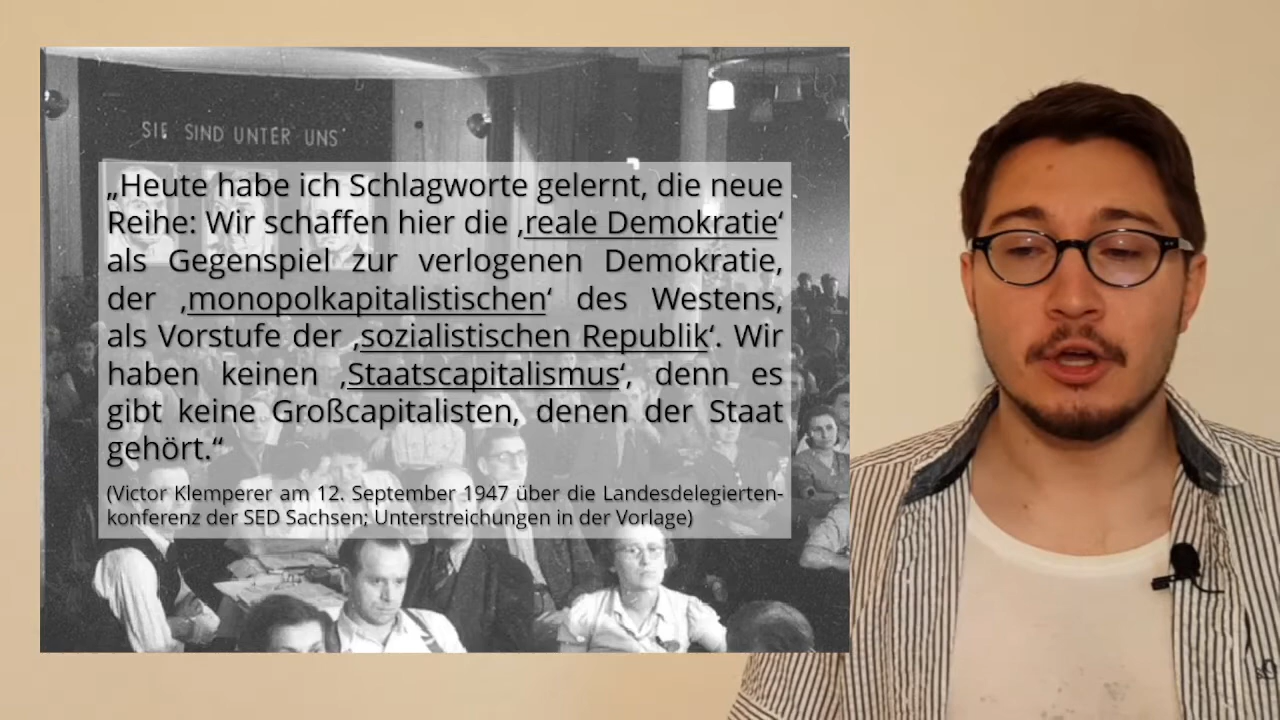 SIE SIND UNTER UNS
„Heute habe ich Schlagworte gelernt, die neue
Reihe: Wir schaffen hier die ‚reale Demokratie‘
als Gegenspiel zur verlogenen Demokratie,
der ‚monopolkapitalistischen‘ des Westens,
als Vorstufe der ‚sozialistischen Republik‘. Wir
haben keinen ‚Staatscapitalismus‘, denn es
gibt keine Großcapitalisten, denen der Staat
gehört.“
(Victor Klemperer am 12. September 1947 über die Landesdelegierten-
konferenz der SED Sachsen; Unterstreichungen in der Vorlage)